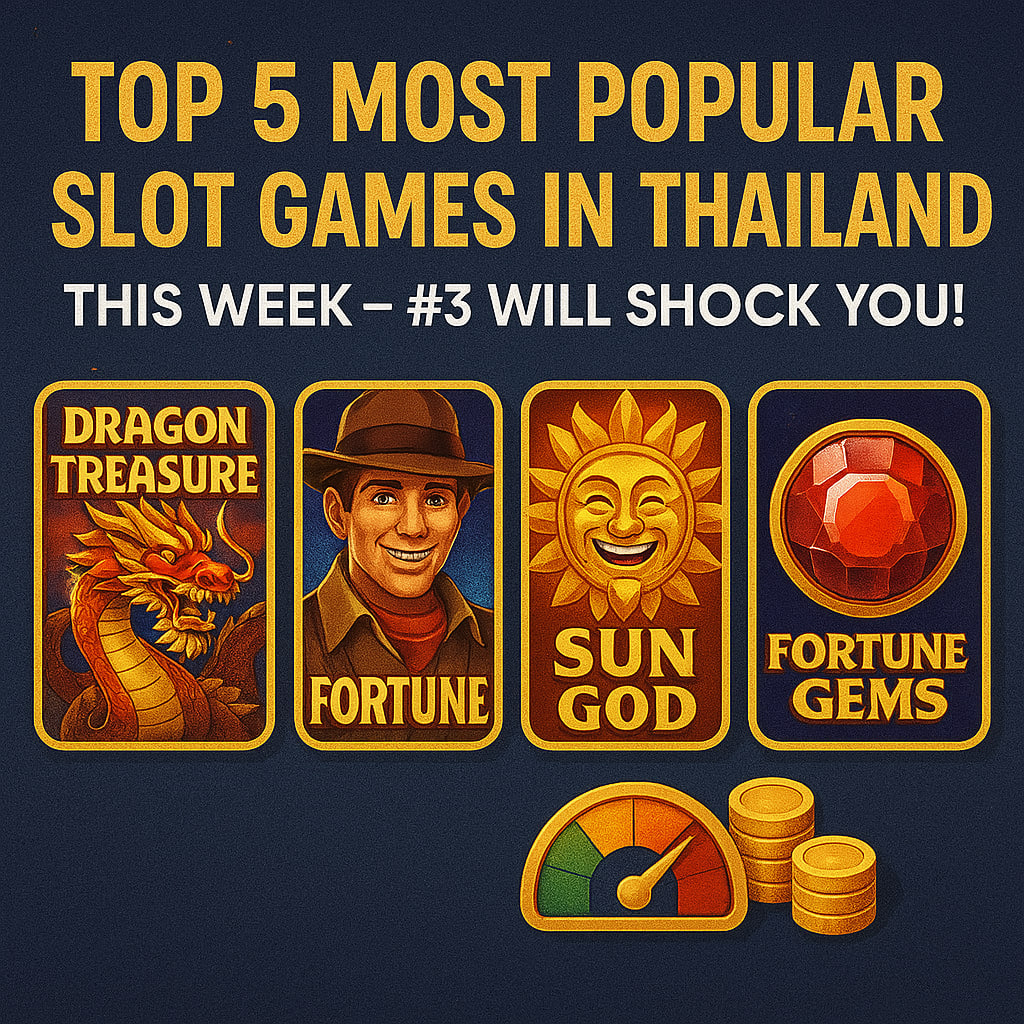 TOP 5 MOST POPULAR
SLOT GAMES IN THAILAND
THIS WEEK – #3 WILL SHOCK YOU!
DRAGON
TREASURE
FORTUNE
SUN
GOD
FORTUNE
GEMS